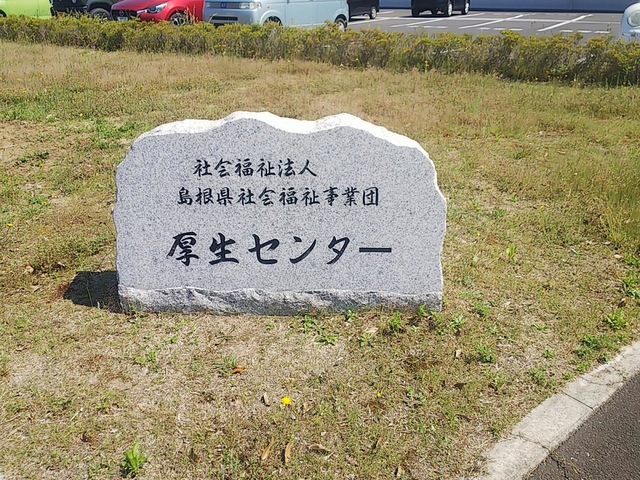 社会福祉法人
島根県社会福祉事業団
厚生センター